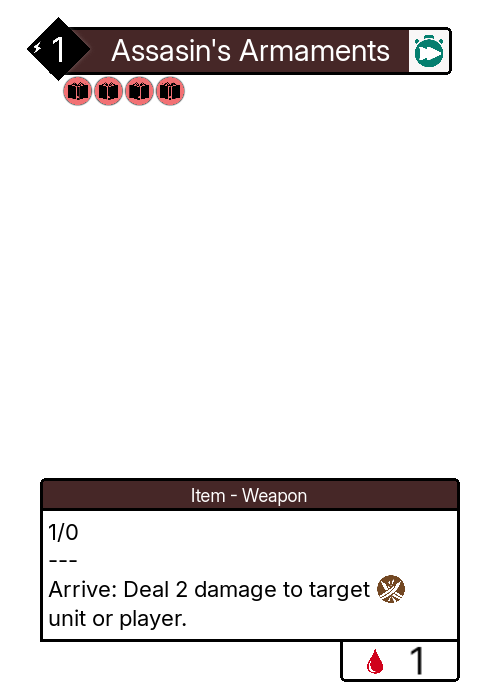 1 Assasin's Armaments
Item - Weapon
1/0
---
Arrive: Deal 2 damage to target
unit or player.
1